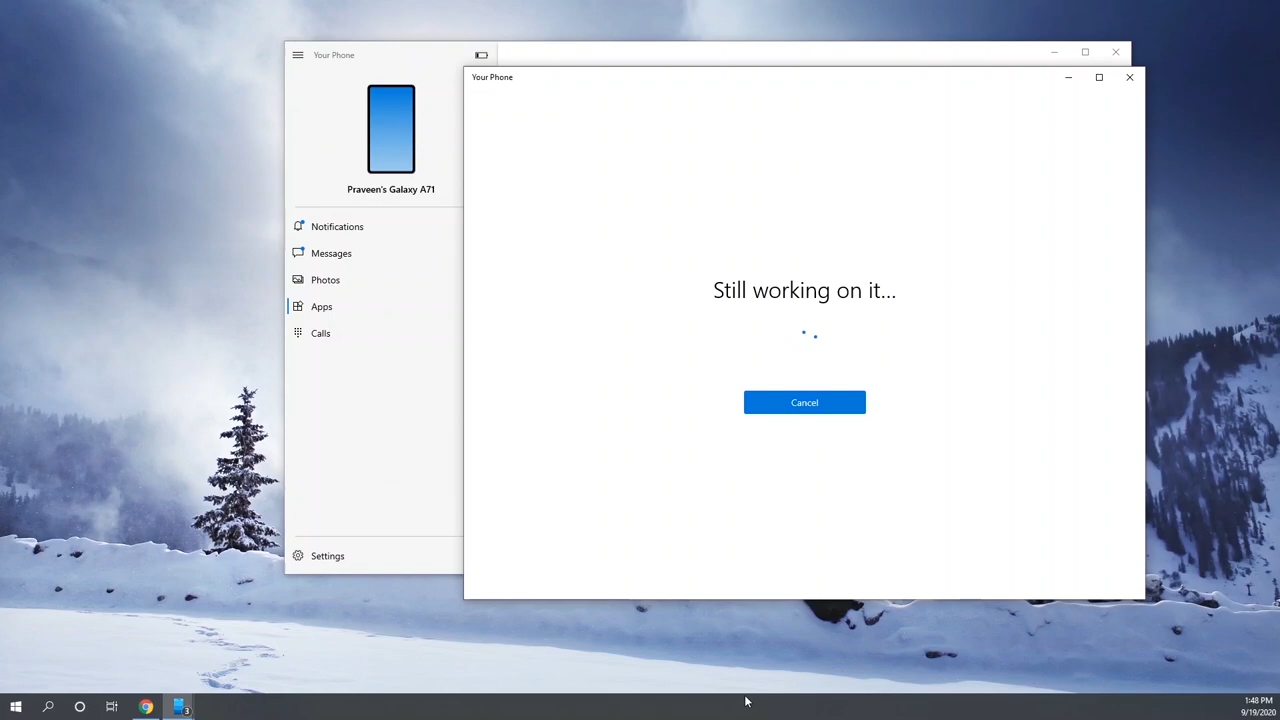 Your Phone
Your Phone
Praveen's Galaxy A71
Notifications
Messages
Photos
Apps
Calls
Still working on it...
Cancel
Settings
3
1:48 PM
9/19/2020